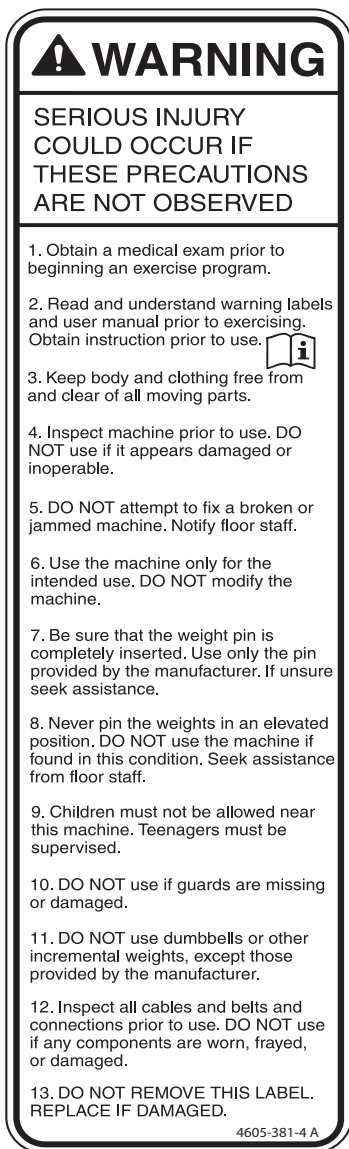 WARNING
SERIOUS INJURY
COULD OCCUR IF
THESE PRECAUTIONS
ARE NOT OBSERVED
1. Obtain a medical exam prior to
beginning an exercise program.
2. Read and understand warning labels
and user manual prior to exercising.
Obtain instruction prior to use.
3. Keep body and clothing free from
and clear of all moving parts.
4. Inspect machine prior to use. DO
NOT use if it appears damaged or
inoperable.
5. DO NOT attempt to fix a broken or
jammed machine. Notify floor staff.
6. Use the machine only for the
intended use. DO NOT modify the
machine.
7. Be sure that the weight pin is
completely inserted. Use only the pin
provided by the manufacturer. If unsure
seek assistance.
8. Never pin the weights in an elevated
position. DO NOT use the machine if
found in this condition. Seek assistance
from floor staff.
9. Children must not be allowed near
this machine. Teenagers must be
supervised.
10. DO NOT use if guards are missing
or damaged.
11. DO NOT use dumbbells or other
incremental weights, except those
provided by the manufacturer.
12. Inspect all cables and belts and
connections prior to use. DO NOT use
if any components are worn, frayed,
or damaged.
13. DO NOT REMOVE THIS LABEL.
REPLACE IF DAMAGED.
4605-381-4 A